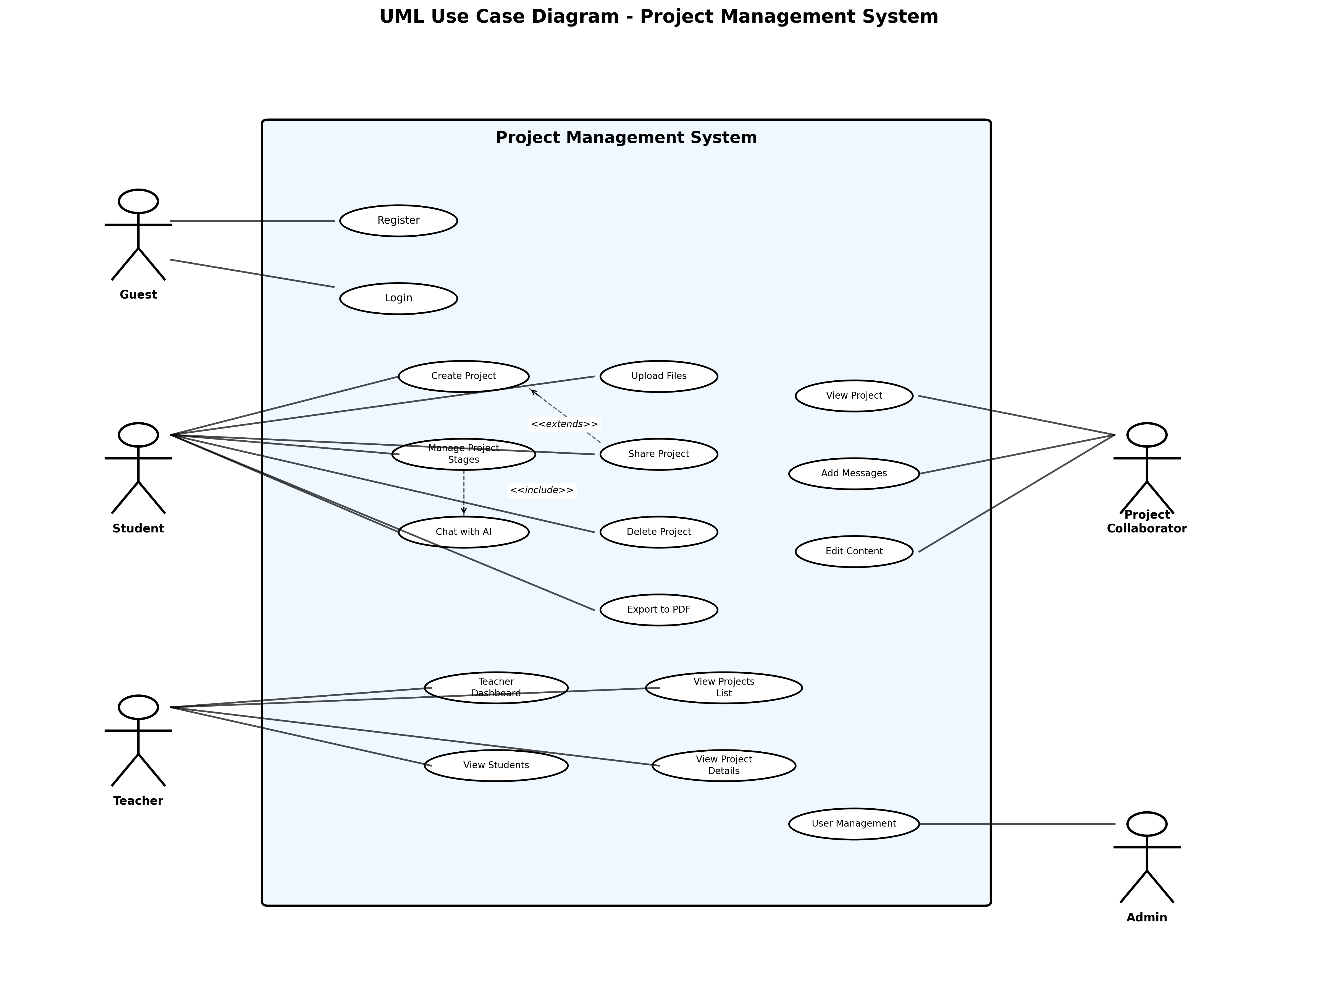 UML Use Case Diagram - Project Management System
Project Management System
Register
Guest
Login
Create Project
Upload Files
View Project
<<extends>>
Manage Project
Stages
Share Project
Add Messages
<<include>>
Student
Chat with AI
Delete Project
Edit Content
Project
Collaborator
Export to PDF
Teacher
Dashboard
View Projects
List
View Students
View Project
Details
Teacher
User Management
Admin